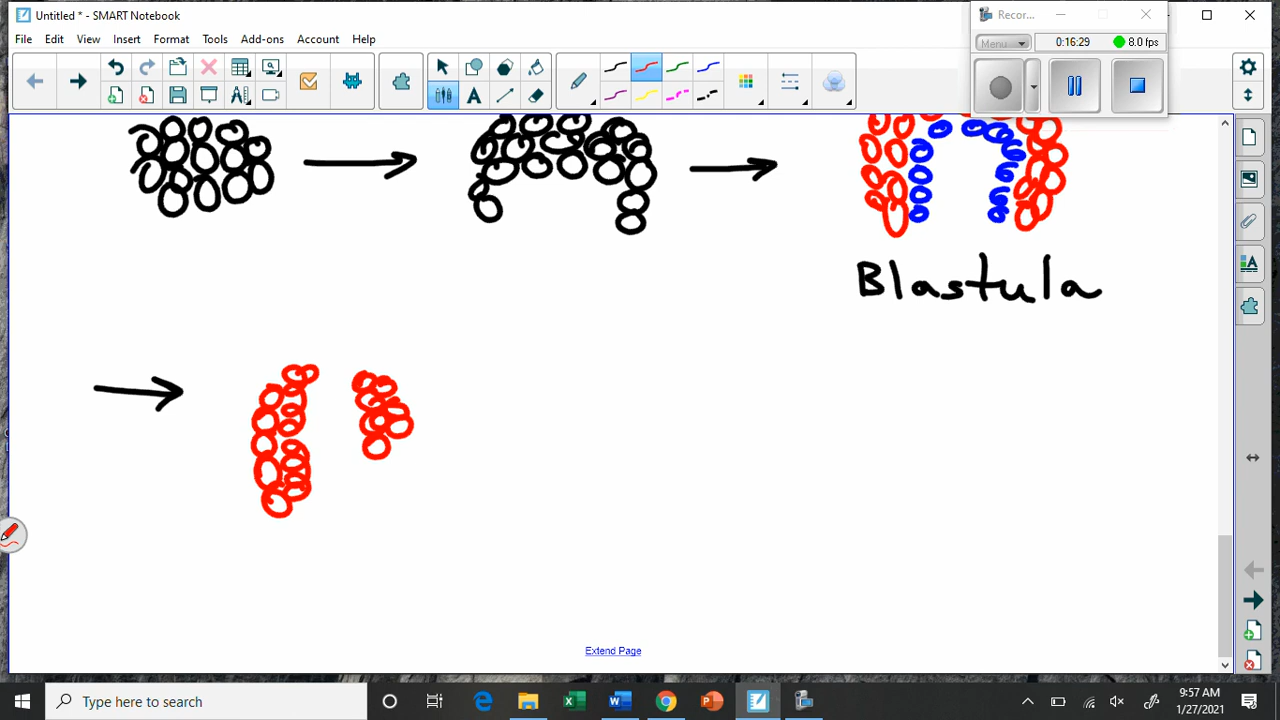 Untitled * - SMART Notebook
Recor...
File Edit View Insert Format Tools Add-ons Account Help
Menu 0:16:29 8.0 fps
Blastula
Extend Page
Type here to search
9:57 AM
1/27/2021